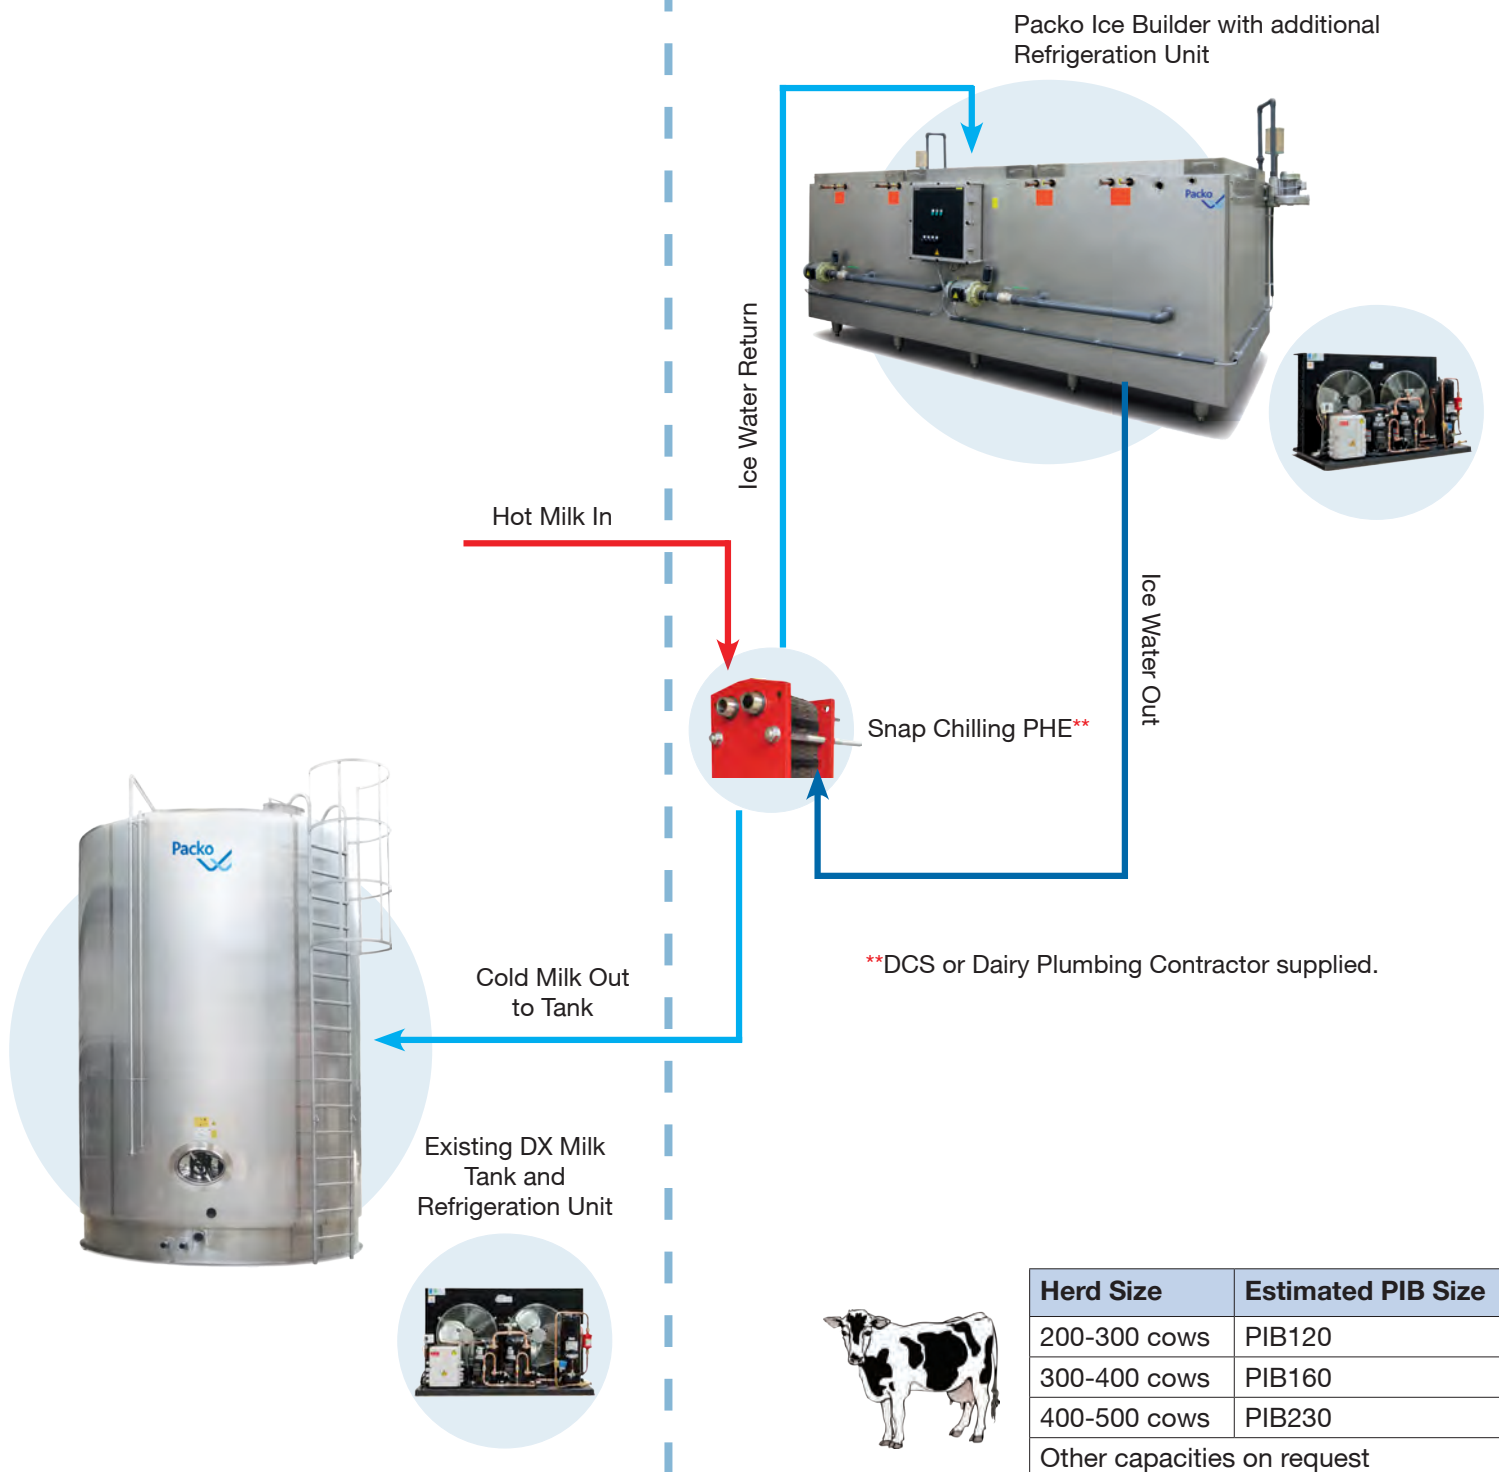 Packo Ice Builder with additional
Refrigeration Unit
Packo
Ice Water Return
Hot Milk In
Ice Water Out
Snap Chilling PHE**
Packo
**DCS or Dairy Plumbing Contractor supplied.
Cold Milk Out
to Tank
Existing DX Milk
Tank and
Refrigeration Unit
Herd Size Estimated PIB Size
200-300 cows PIB120
300-400 cows PIB160
400-500 cows PIB230
Other capacities on request